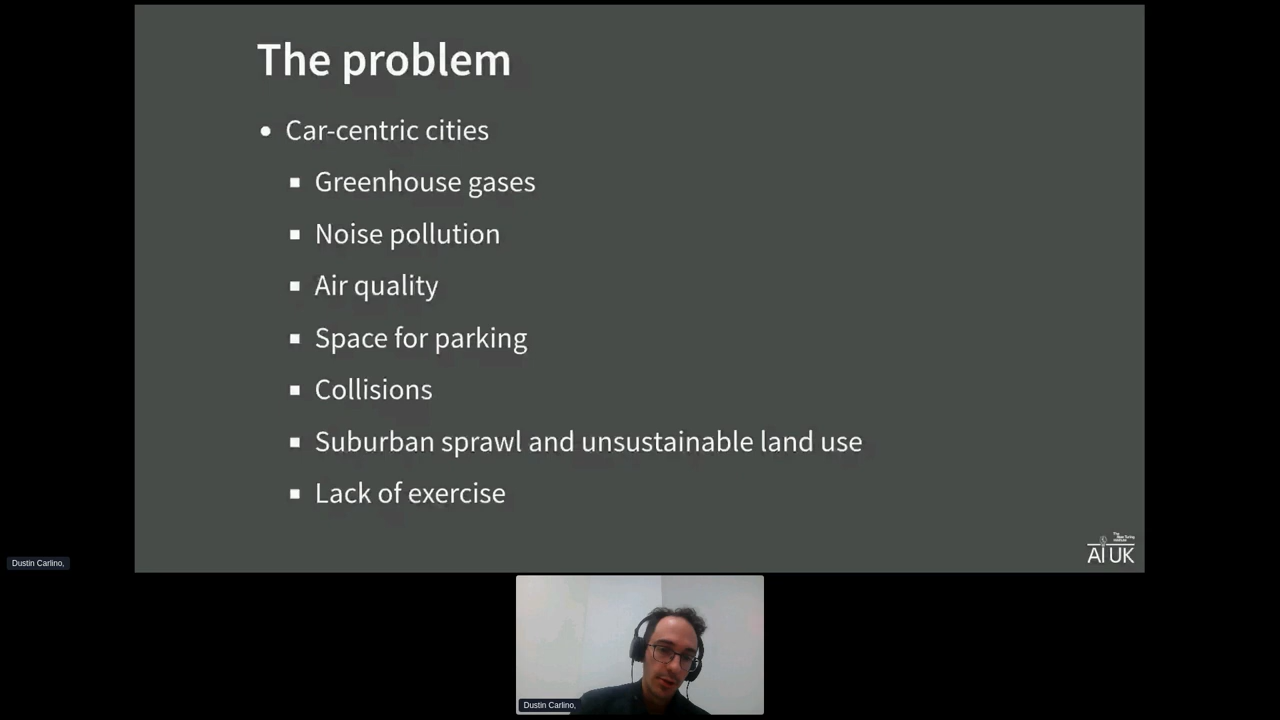 The problem
Car-centric cities
Greenhouse gases
Noise pollution
Air quality
Space for parking
Collisions
Suburban sprawl and unsustainable land use
Lack of exercise
AI UK
Dustin Carlino,
Dustin Carlino,